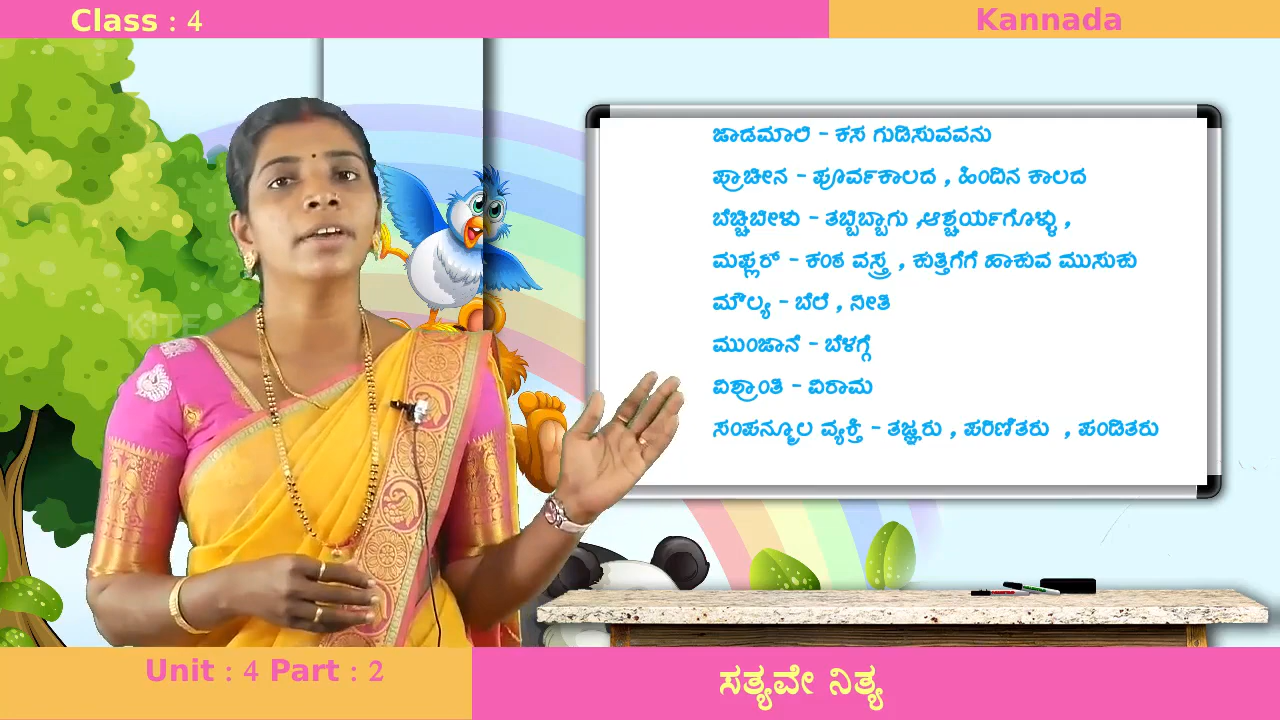 Class : 4
Kannada
ಜಾಡಮಾಲಿ - ಕಸ ಗುಡಿಸುವವನು
ಪ್ರಾಚೀನ - ಪೂರ್ವಕಾಲದ , ಹಿಂದಿನ ಕಾಲದ
ಬೆಚ್ಚಿಬೀಳು - ತಬ್ಬಿಬ್ಬಾಗು ,ಆಶ್ಚರ್ಯಗೊಳ್ಳು ,
ಮಫ್ಲರ್ - ಕಂಠ ವಸ್ತ್ರ , ಕುತ್ತಿಗೆಗೆ ಹಾಕುವ ಮುಸುಕು
ಮೌಲ್ಯ - ಬೆಲೆ , ನೀತಿ
ಮುಂಜಾನೆ - ಬೆಳಗ್ಗೆ
ವಿಶ್ರಾಂತಿ - ವಿರಾಮ
ಸಂಪನ್ಮೂಲ ವ್ಯಕ್ತಿ - ತಜ್ಞರು , ಪರಿಣಿತರು , ಪಂಡಿತರು
KITE
Unit : 4 Part : 2
ಸತ್ಯವೇ ನಿತ್ಯ